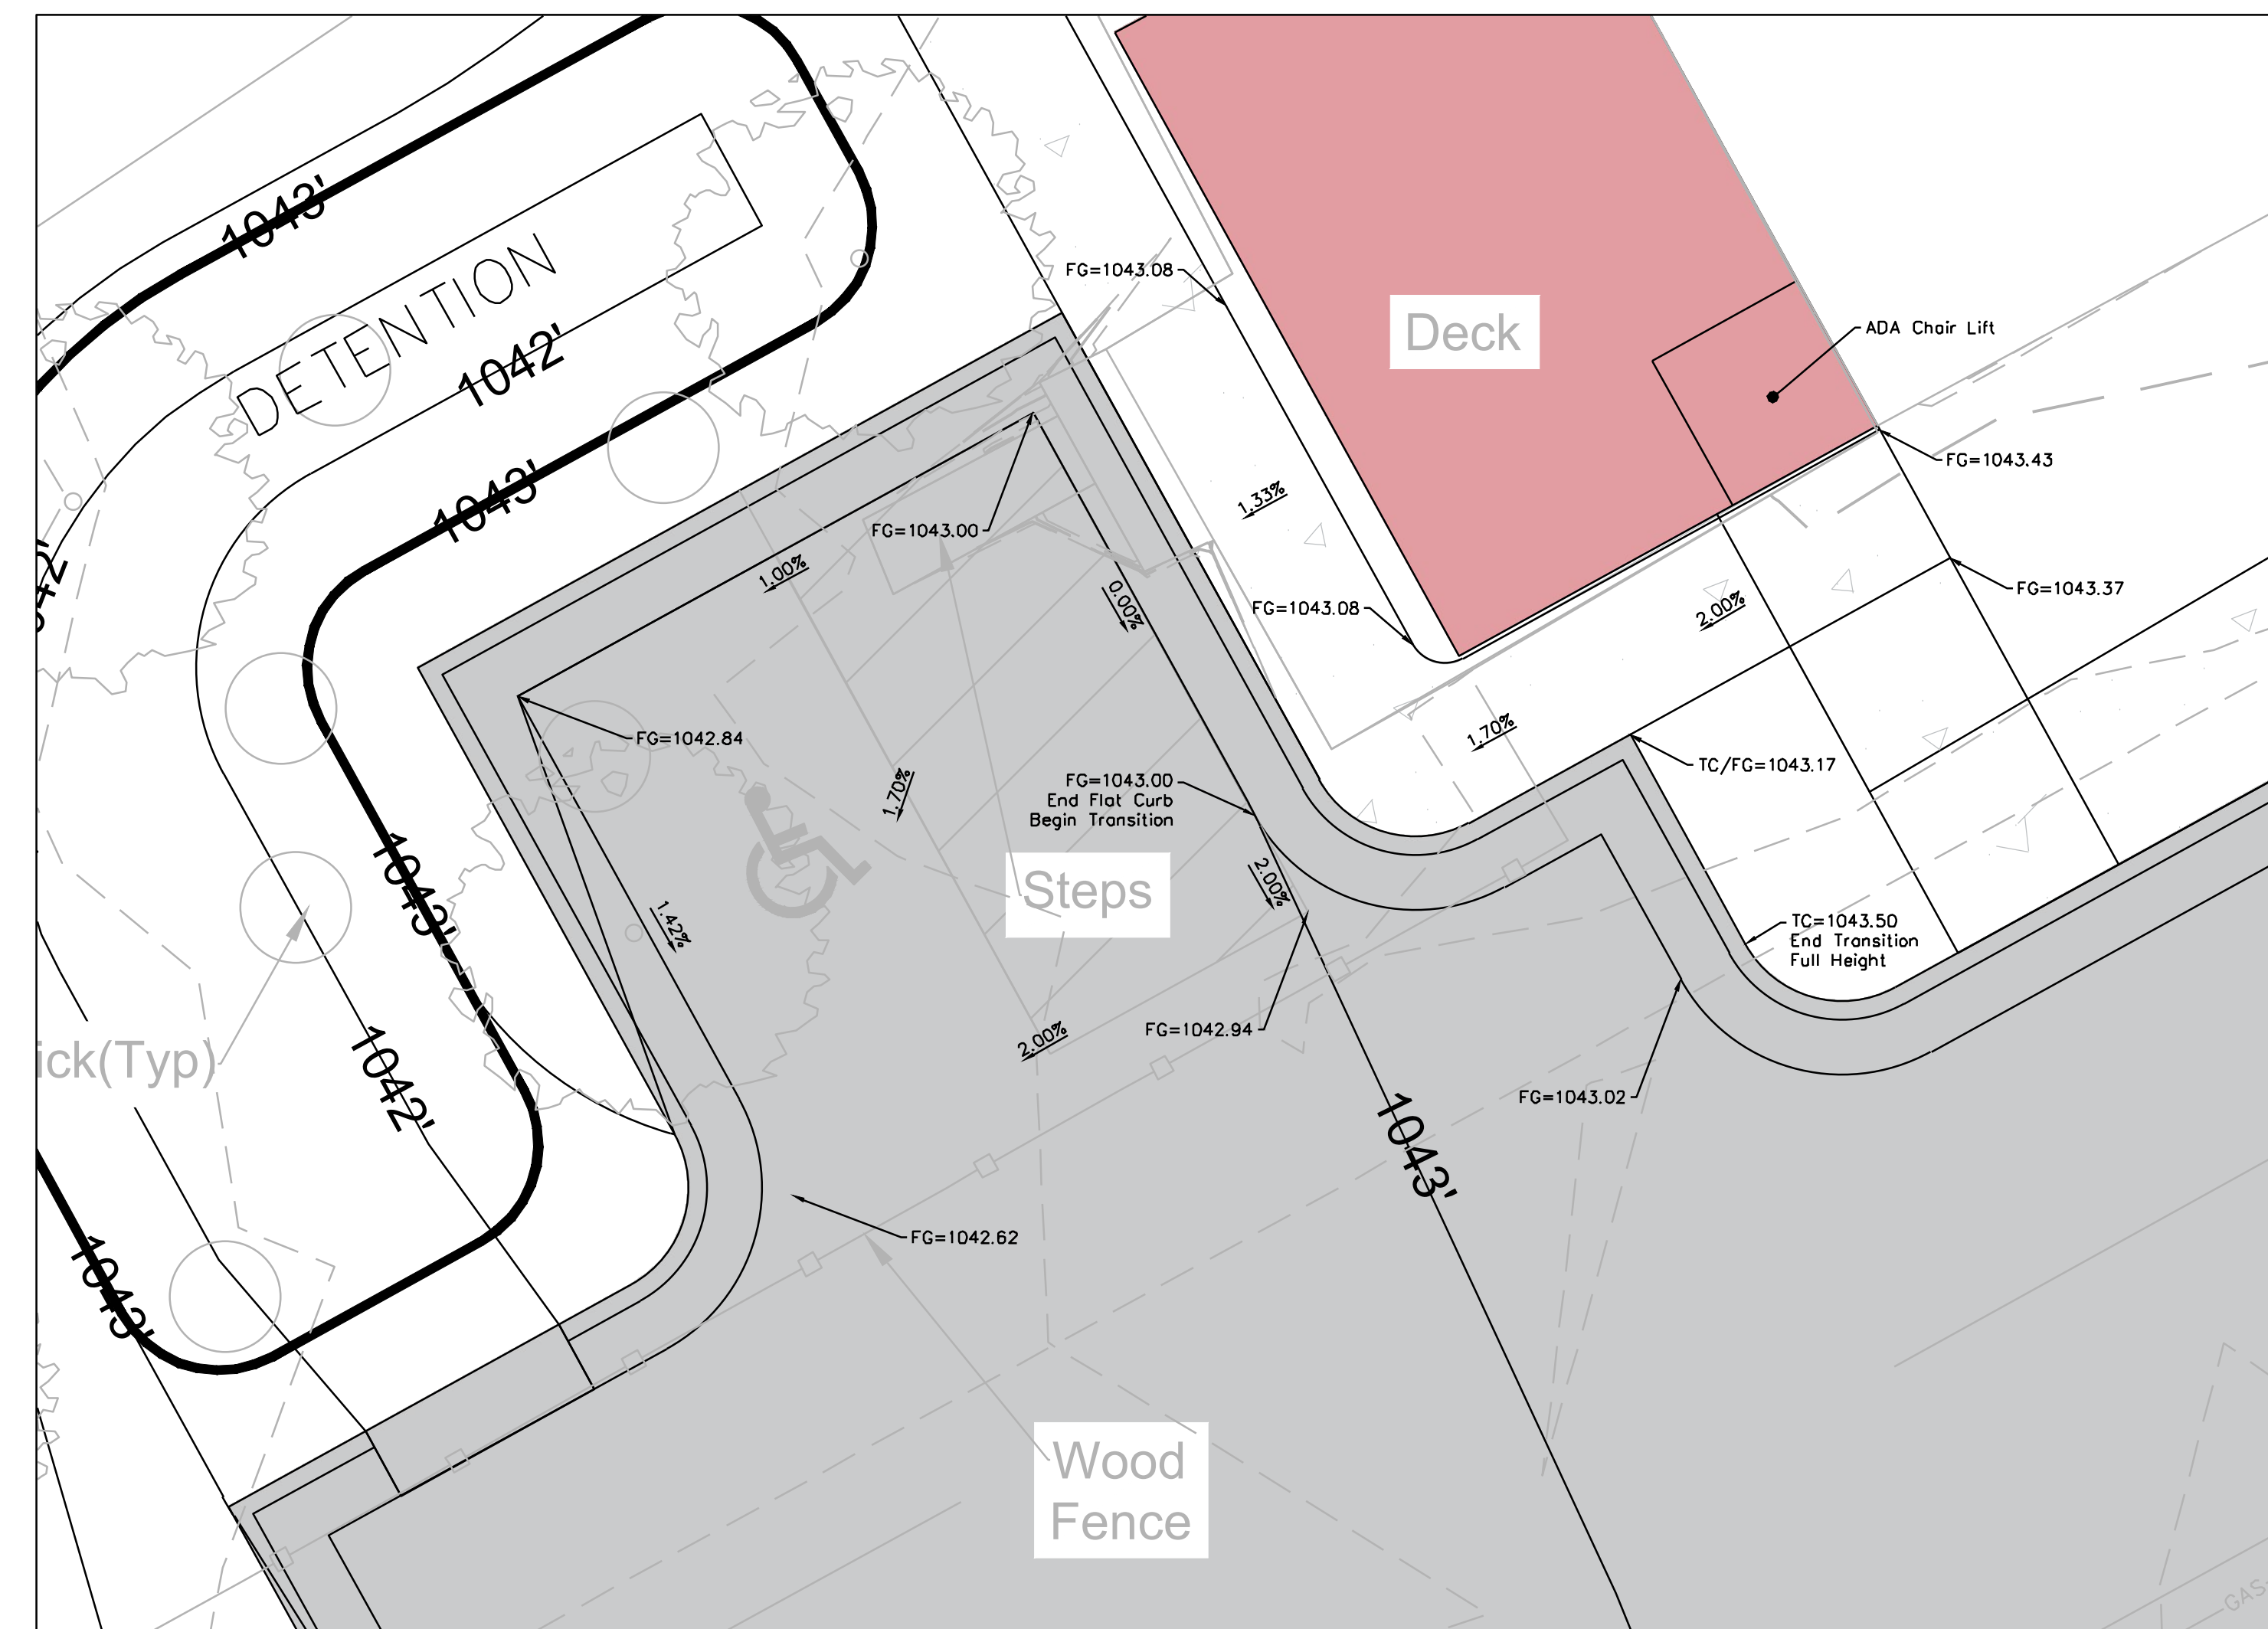 1043'
DETENTION
1042'
1043'
FG=1043.08
Deck
ADA Chair Lift
FG=1043.43
1.33%
FG=1043.00
1.00%
0.00%
FG=1043.08
2.00%
FG=1043.37
FG=1042.84
1.70%
1.70%
FG=1043.00
End Flat Curb
Begin Transition
TC/FG=1043.17
Steps
2.00%
1.42%
1043'
TC=1043.50
End Transition
Full Height
2.00%
FG=1042.94
ick(Typ)
1042'
FG=1043.02
1043'
FG=1042.62
1043'
Wood
Fence
GAS